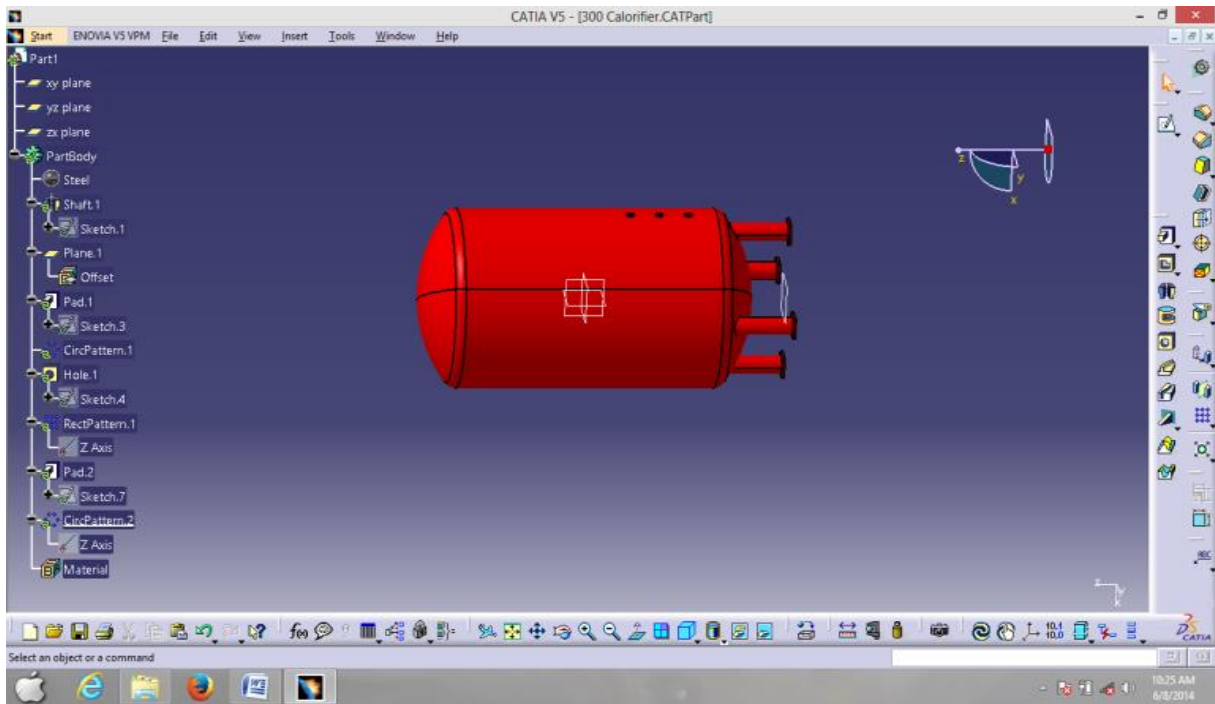 CATIA V5 - [300 Calorifier.CATPart]
Start ENOVIA V5 VPM File Edit View Insert Tools Window Help
Part1
xy plane
yz plane
zx plane
PartBody
Steel
Shaft.1
Sketch.1
Plane.1
Offset
Pad.1
Sketch.3
CircPattern.1
Hole.1
Sketch.4
RectPattern.1
Z Axis
Pad.2
Sketch.7
CircPattern.2
Z Axis
Material
z
y
x
Select an object or a command
CATIA
10:25 AM
6/8/2014